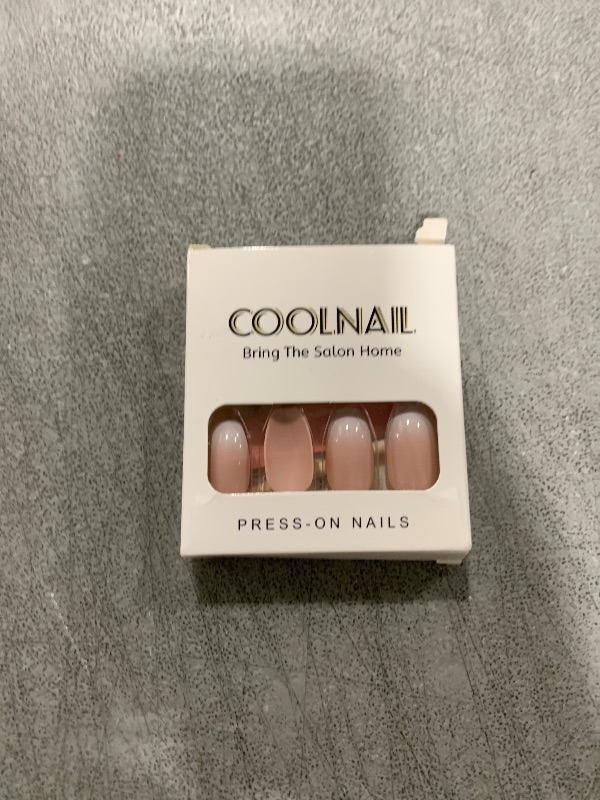 COOLNAIL
Bring The Salon Home
PRESS-ON NAILS